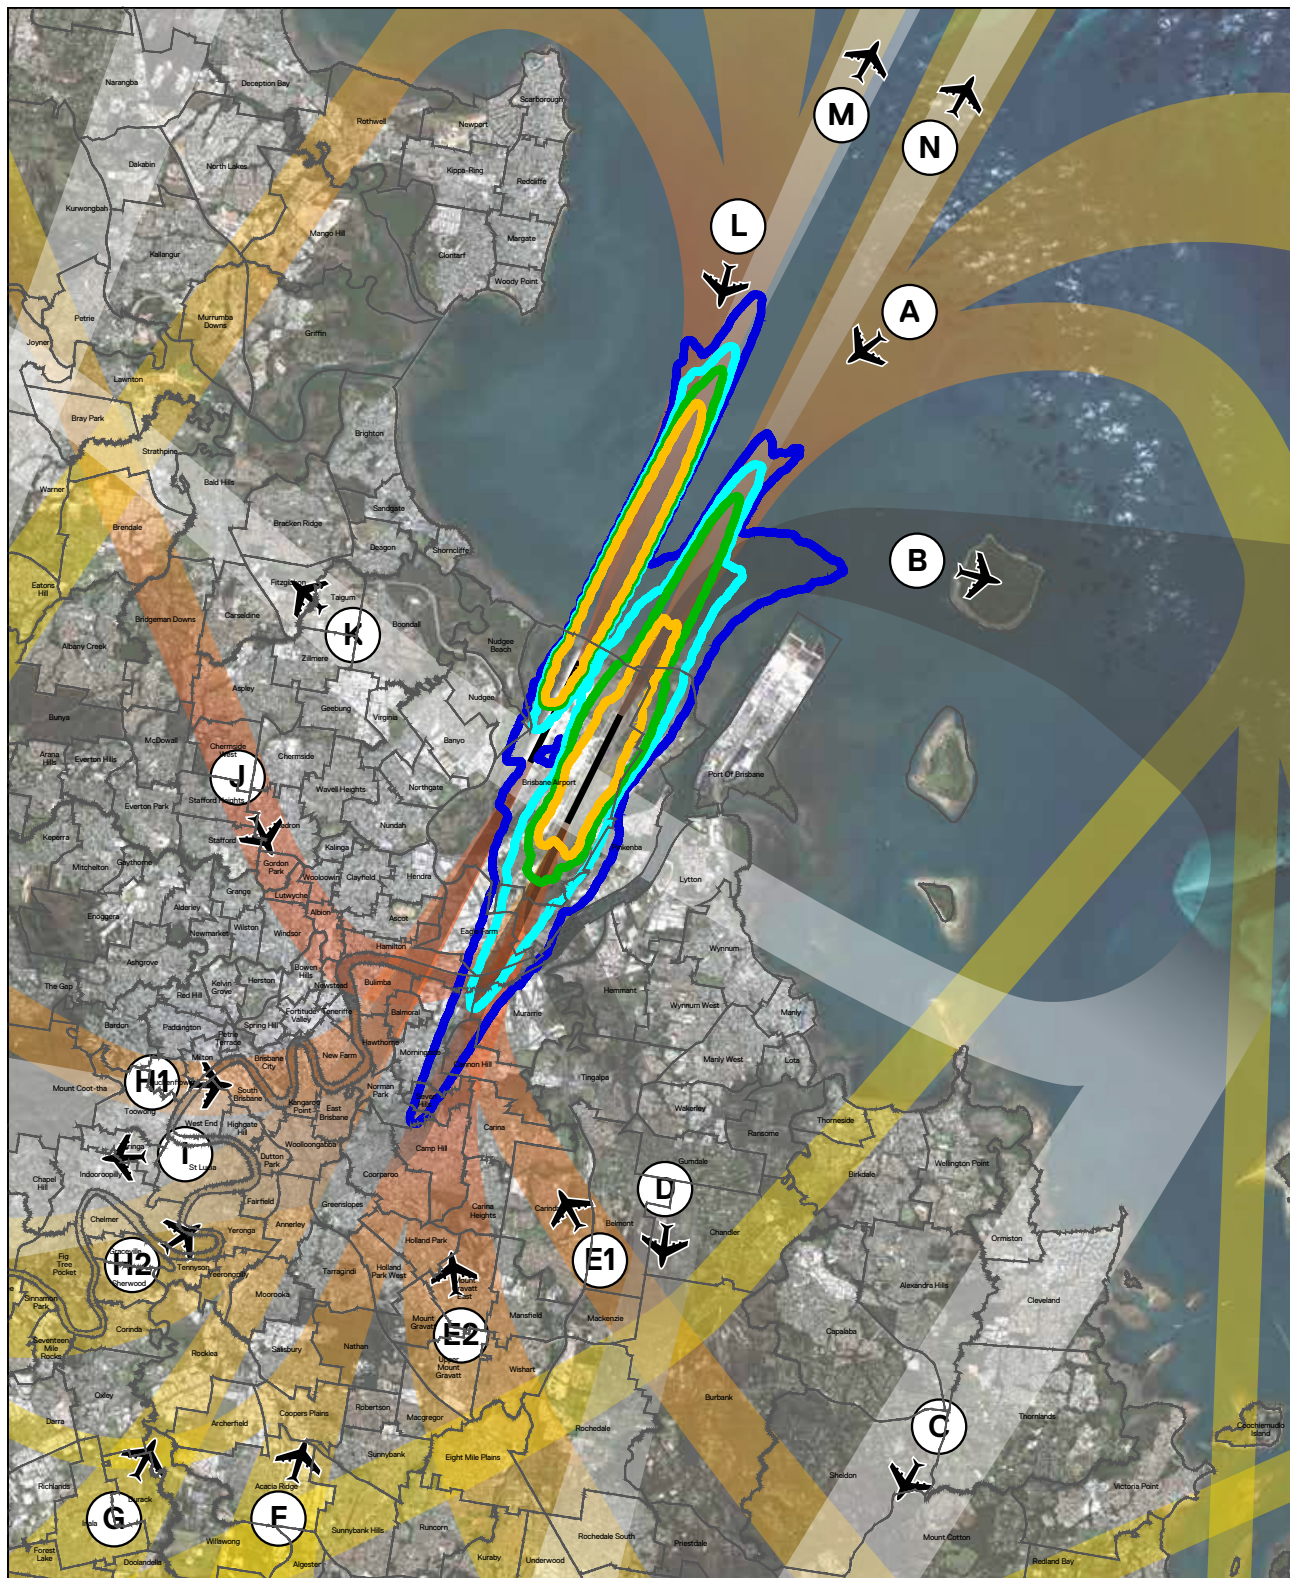 Narangba
Deception Bay
Scarborough
Rothwell
Newport
M
N
Dakabin
North Lakes
Kippa-Ring
Redcliffe
Kurwongbah
Mango Hill
Margate
L
Kallangur
Clontarf
Woody Point
A
Petrie
Murrumba
Downs
Griffin
Joyner
Lawnton
Bray Park
Brighton
Strathpine
Warner
Bald Hills
Sandgate
Brendale
Bracken Ridge
Deagon
Shorncliffe
B
Eatons
Hill
Fitzgibbon
Taigum
Carseldine
Bridgeman Downs
Boondall
K
Albany Creek
Zillmere
Nudgee
Beach
Aspley
Nudgee
Geebung
Virginia
Bunya
McDowall
Banyo
Chermside
West
Arana
Hills
Everton Hills
Chermside
J
Port Of Brisbane
Brisbane Airport
Wavell Heights
Northgate
Stafford Heights
Everton Park
Nundah
Keperra
Stafford
Kalinga
Gaythorne
Mitchelton
Gordon
Park
Wooloowin
Clayfield
Hendra
Lytton
Grange
Lutwyche
Alderley
Albion
Ascot
Enoggera
Wilston
Newmarket
Windsor
Eagle Farm
Hamilton
Wynnum
Ashgrove
Bowen
Hills
The Gap
Red Hill
Kelvin
Grove
Herston
Newstead
Bulimba
Hemmant
Fortitude
Valley
Teneriffe
Balmoral
Murarrie
Wynnum West
Manly
Bardon
Paddington
Spring Hill
Petrie
Terrace
Hawthorne
Milton
Brisbane
City
New Farm
Morningside
Cannon Hill
Manly West
Lota
H1
Tingalpa
Mount Coot-tha
South
Brisbane
Norman
Park
Toowong
Kangaroo
Point
East
Brisbane
Wakerley
West End
Highgate
Hill
Carina
Thorneside
Ransome
Woolloongabba
Camp Hill
I
St Lucia
Dutton
Park
Indooroopilly
Coorparoo
Gumdale
Wellington Point
Birkdale
Chapel
Hill
D
Fairfield
Greenslopes
Carina
Heights
Carindale
Chelmer
Annerley
Belmont
Yeronga
Chandler
Ormiston
Graceville
Holland Park
H2
Fig
Tree
Pocket
Tennyson
Yeerongpilly
Tarragindi
Holland
Park West
E1
Sherwood
Moorooka
Mount
Gravatt
East
Alexandra Hills
Cleveland
Sinnamon
Park
Corinda
Mansfield
Mackenzie
Mount
Gravatt
E2
Capalaba
Seventeen
Mile
Rocks
Rocklea
Salisbury
Nathan
Upper
Mount
Gravatt
Wishart
Oxley
Burbank
Robertson
Coopers Plains
Macgregor
Archerfield
Darra
Thornlands
C
Rochedale
Coochiemudlo
Island
Sunnybank
Eight Mile Plains
Sheldon
Richlands
Acacia Ridge
Victoria Point
Durack
G
Inala
F
Sunnybank Hills
Runcorn
Rochedale South
Mount Cotton
Willawong
Priestdale
Forest
Lake
Doolandella
Algester
Kuraby
Underwood
Redland Bay